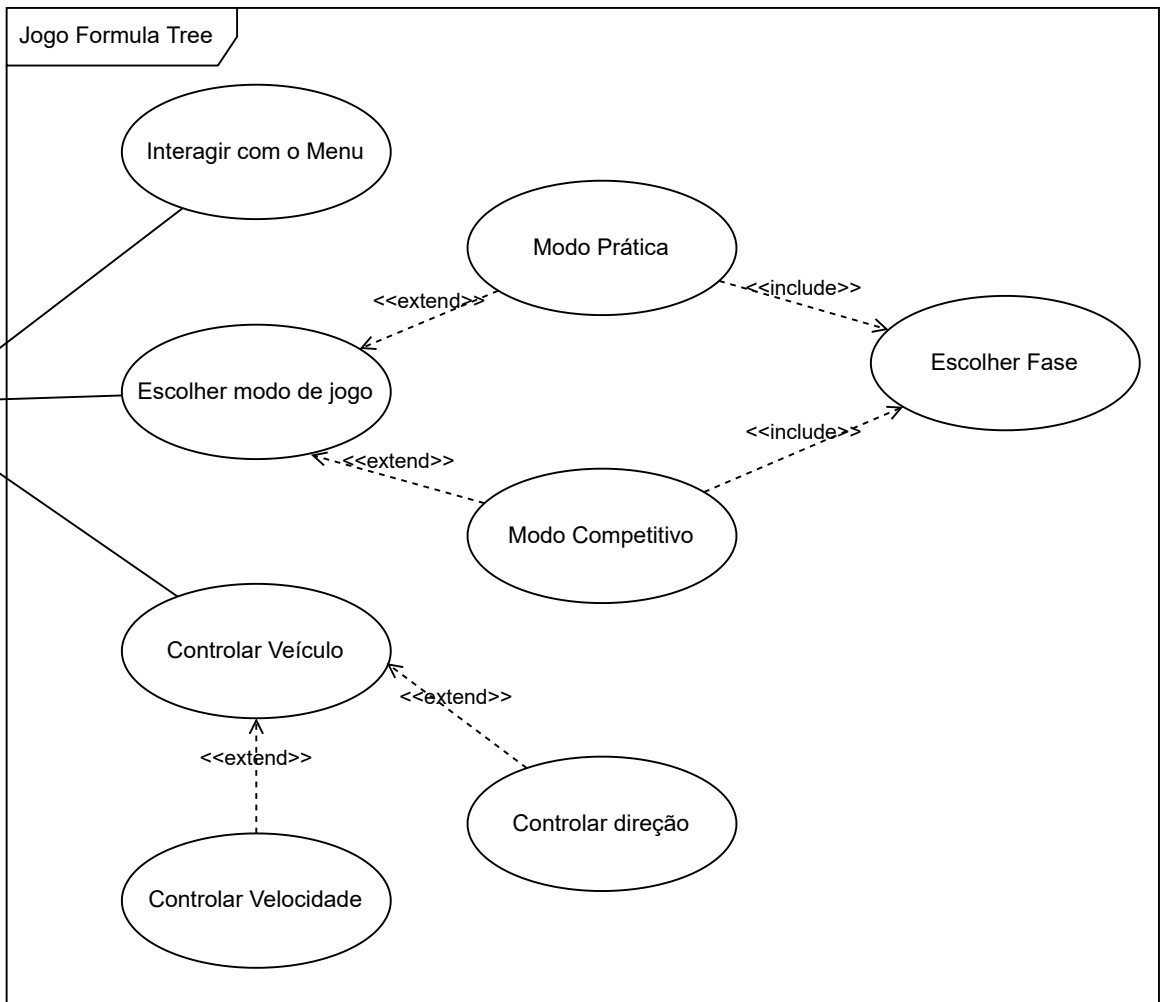 Jogo Formula Tree
Interagir com o Menu
Modo Prática
<<extend>>
<<include>>
Escolher modo de jogo
Escolher Fase
<<extend>>
<<include>>
Modo Competitivo
Controlar Veículo
<<extend>>
<<extend>>
Controlar direção
Controlar Velocidade